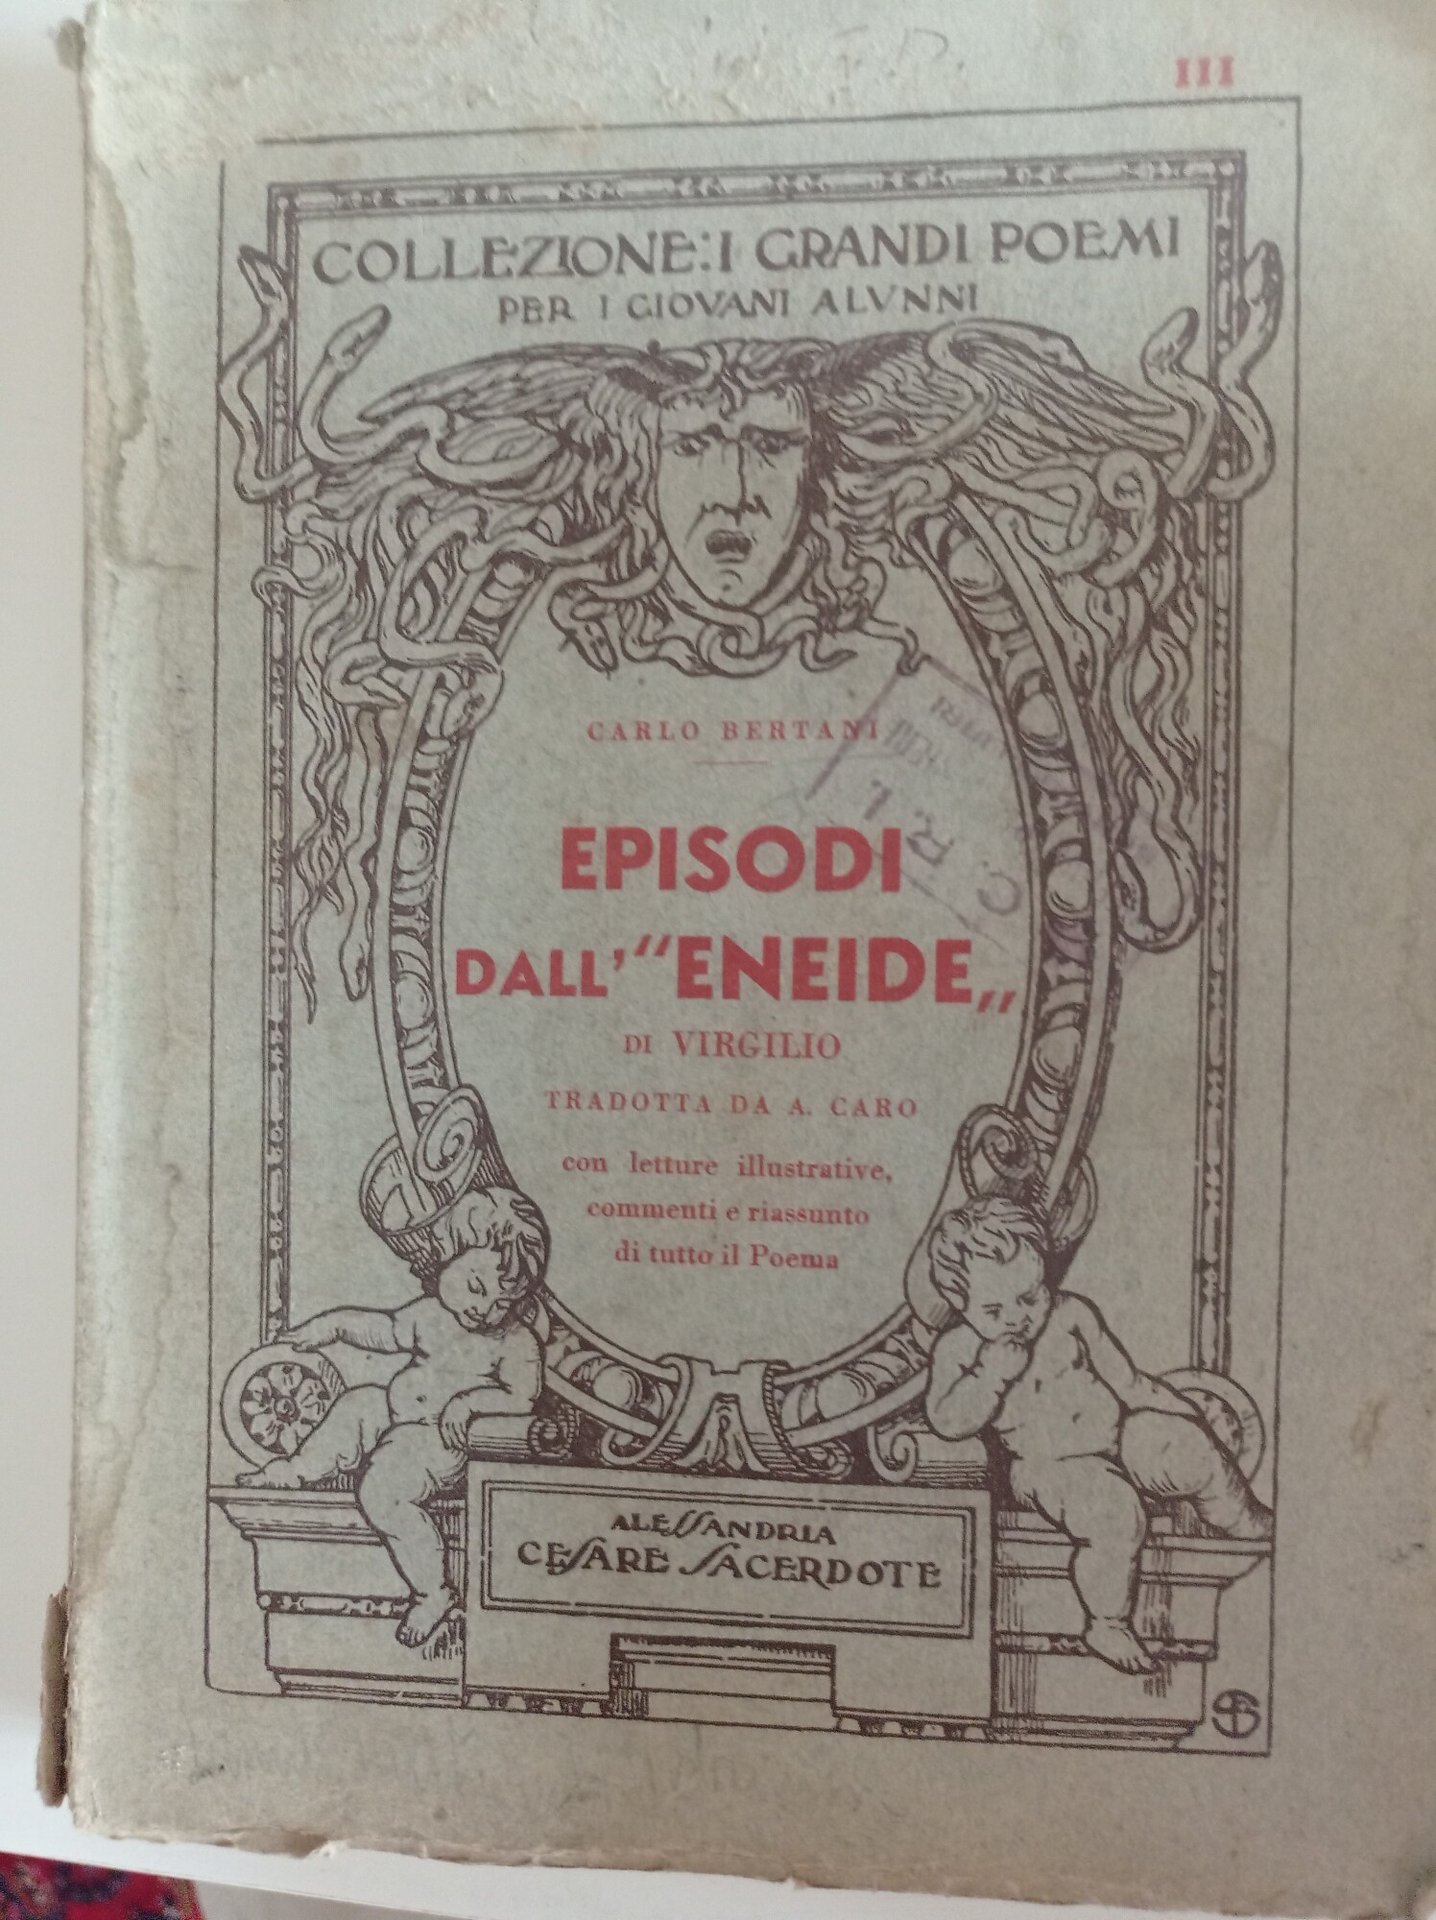 III
COLLEZIONE: I GRANDI POEMI
PER I GIOVANI ALVNNI
CARLO BERTANI
EPISODI
DALL' "ENEIDE„
DI VIRGILIO
TRADOTTA DA A. CARO
con letture illustrative,
commenti e riassunto
di tutto il Poema
C. R. I.
ALESSANDRIA
CESARE SACERDOTE